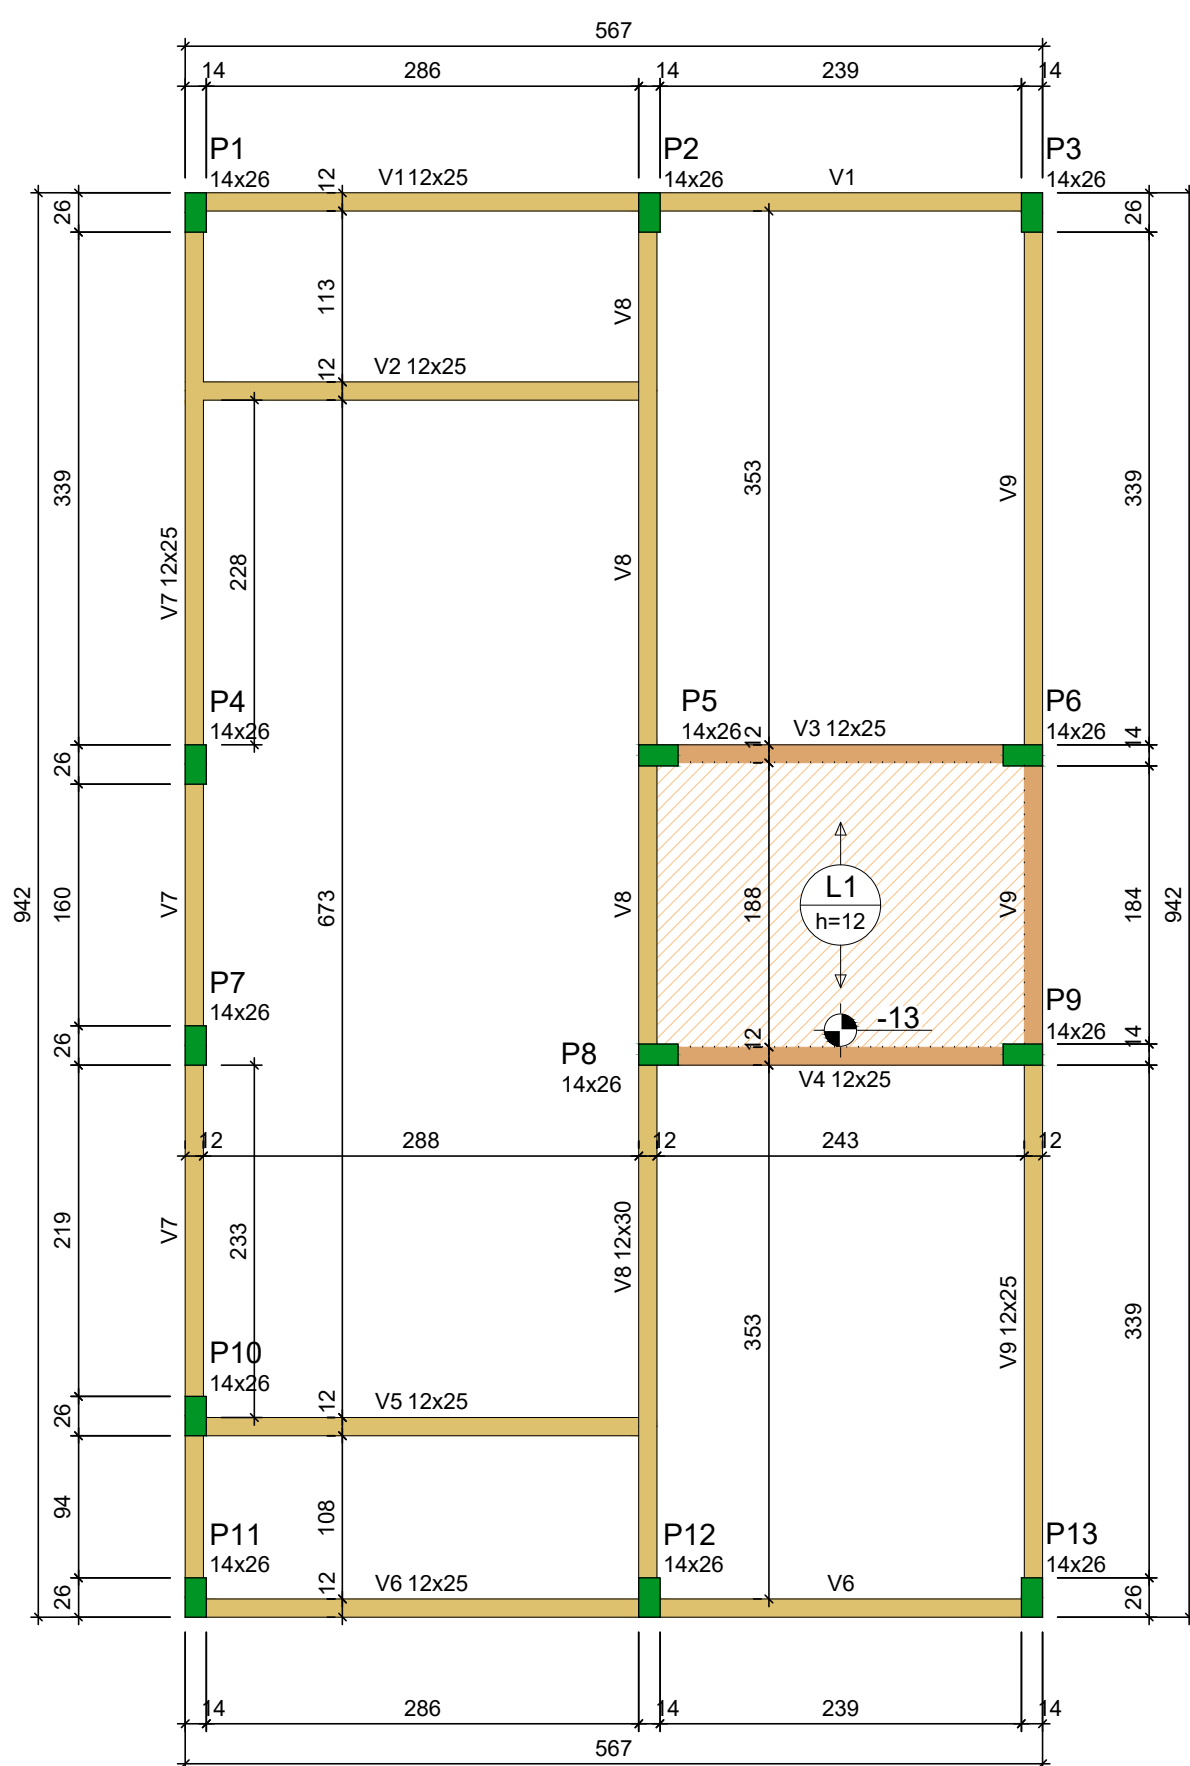 567
14 286 14 239 14
P1 P2 P3
14x26 12 V1 12x25 14x26 V1 14x26
26 26
113 V8
12 V2 12x25
339 V7 12x25 228 V8 353 V9 339
P4 P5 P6
14x26 14x26 12 V3 12x25 14x26 14
26
L1
942 160 V7 673 V8 188 h=12 V9 184 942
P7 P9
14x26 -13 14x26
26 P8 12 14
14x26 V4 12x25
12 288 12 243 12
219 V7 233 V8 12x30 353 V9 12x25 339
P10
14x26
26 12 V5 12x25
94 108
P11 P12 P13
14x26 14x26 14x26
26 12 V6 12x25 V6 26
14 286 14 239 14
567